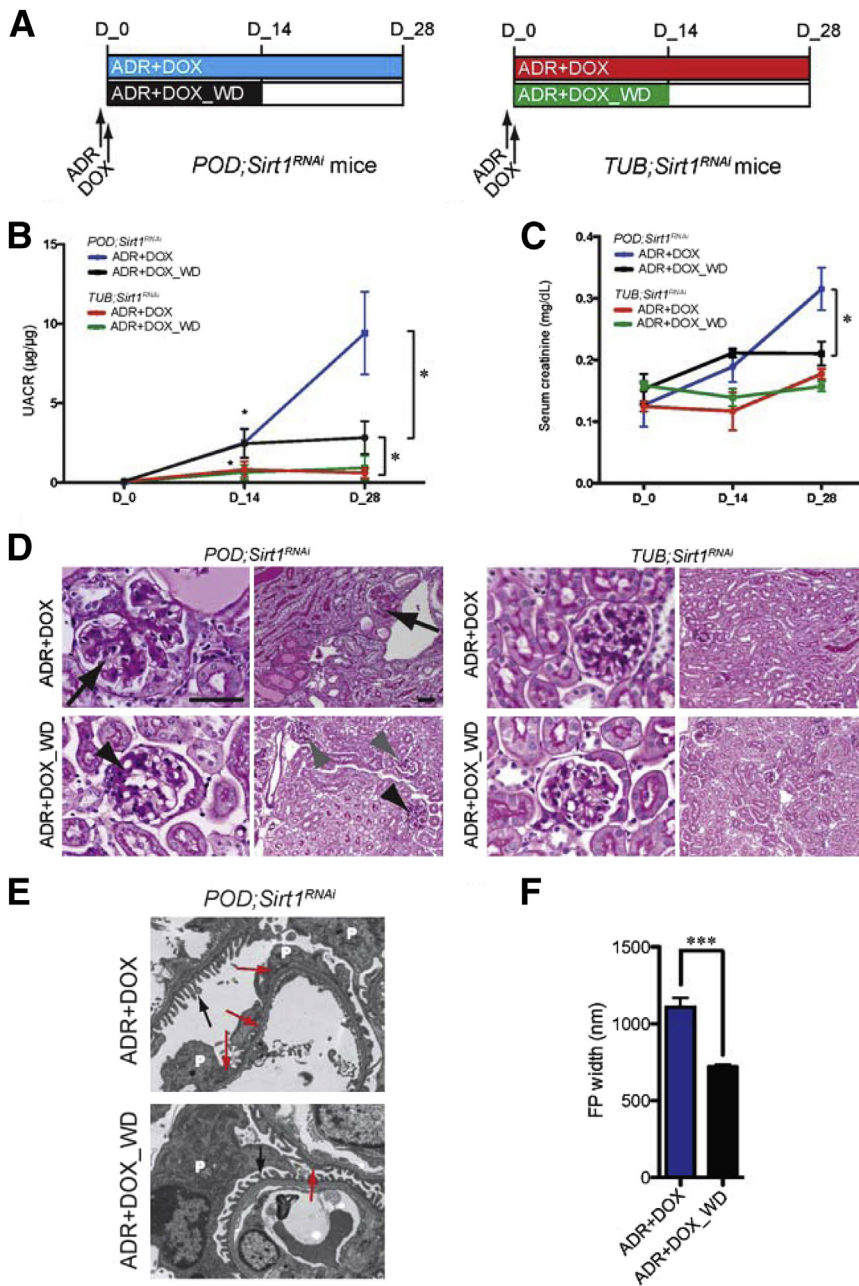 A
D_0 D_14 D_28
ADR+DOX
ADR+DOX_WD
ADR
DOX
POD;Sirt1RNAi mice
D_0 D_14 D_28
ADR+DOX
ADR+DOX_WD
ADR
DOX
TUB;Sirt1RNAi mice
B
POD;Sirt1RNAi
ADR+DOX
ADR+DOX_WD
TUB;Sirt1RNAi
ADR+DOX
ADR+DOX_WD
UACR (µg/µg)
15
10
5
0
*
*
*
*
D_0 D_14 D_28
C
POD;Sirt1RNAi
ADR+DOX
ADR+DOX_WD
TUB;Sirt1RNAi
ADR+DOX
ADR+DOX_WD
Serum creatinine (mg/dL)
0.4
0.3
0.2
0.1
0.0
*
D_0 D_14 D_28
D
POD;Sirt1RNAi
TUB;Sirt1RNAi
ADR+DOX
ADR+DOX
ADR+DOX_WD
ADR+DOX_WD
E
POD;Sirt1RNAi
ADR+DOX
P
P
P
ADR+DOX_WD
P
F
FP width (nm)
1500
1000
500
0
***
ADR+DOX
ADR+DOX_WD